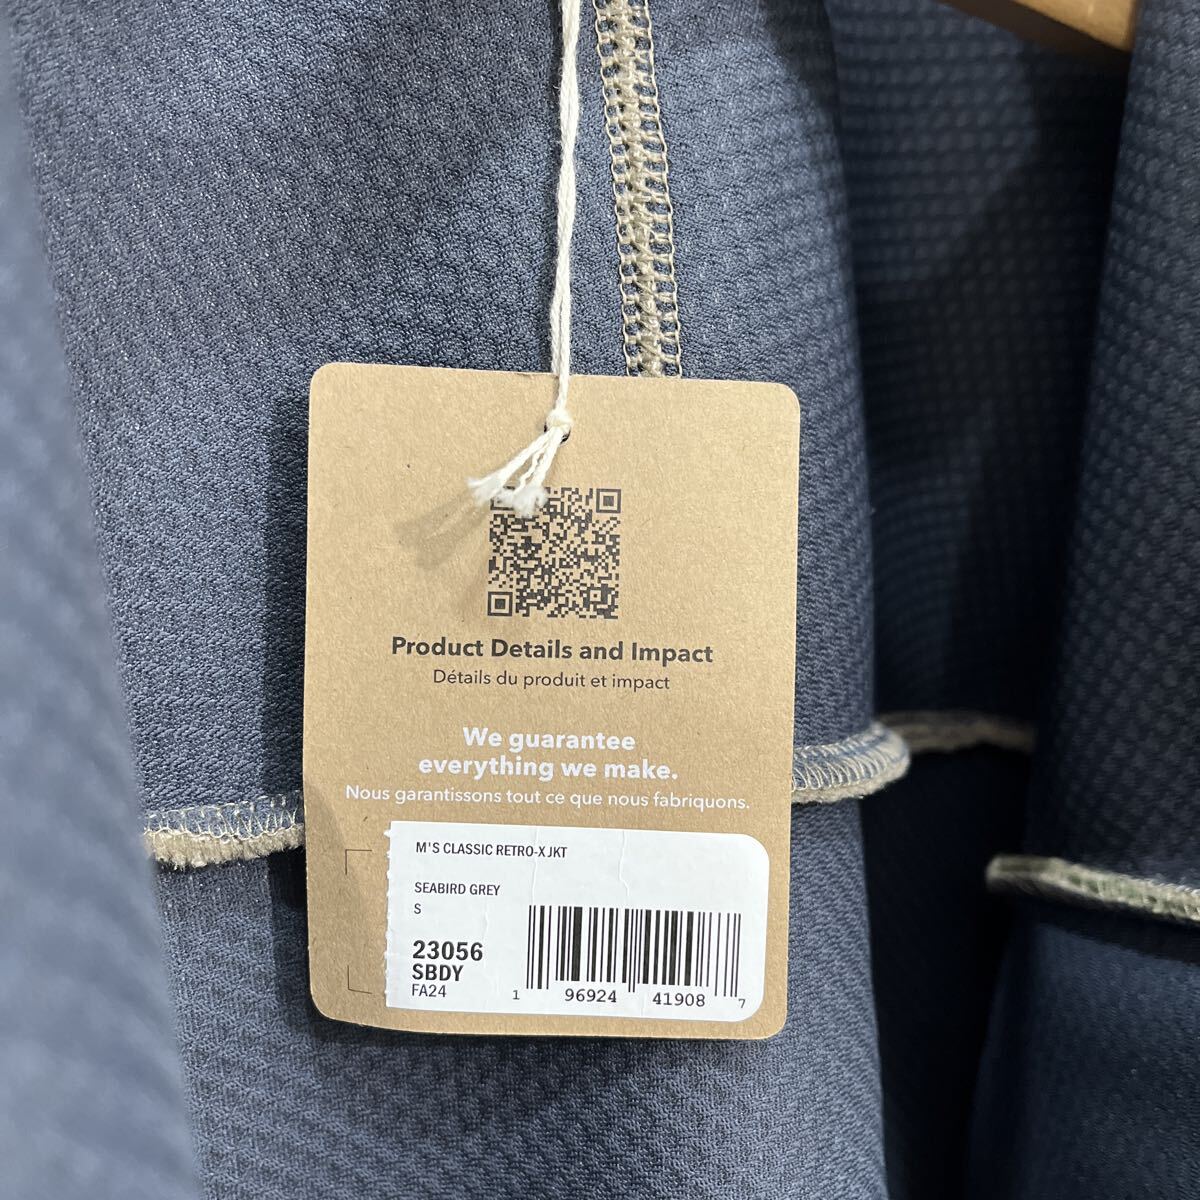 Product Details and Impact
Détails du produit et impact
We guarantee
everything we make.
Nous garantissons tout ce que nous fabriquons.
M'S CLASSIC RETRO-X JKT
SEABIRD GREY
S
23056
SBDY
FA24
1 96924 41908 7